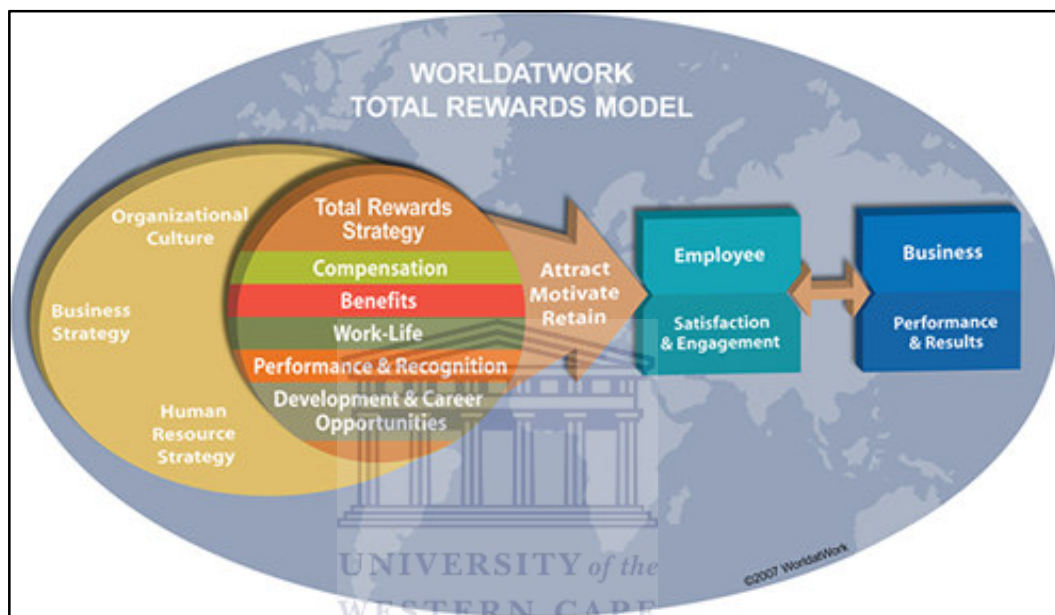 WORLDATWORK
TOTAL REWARDS MODEL
Organizational
Culture
Business
Strategy
Human
Resource
Strategy
Total Rewards
Strategy
Compensation
Benefits
Work-Life
Performance & Recognition
Development & Career
Opportunities
Attract
Motivate
Retain
Employee
Satisfaction
& Engagement
Business
Performance
& Results
©2007 WorldatWork
UNIVERSITY of the
WESTERN CAPE